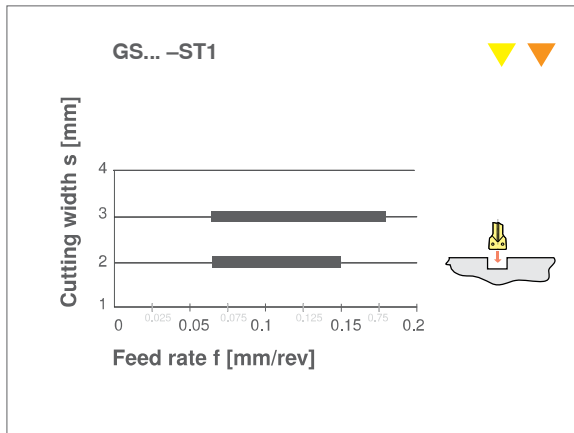 GS... –ST1
Cutting width s [mm]
4
3
2
1
0 0,025 0.05 0,075 0.1 0,125 0.15 0,75 0.2
Feed rate f [mm/rev]